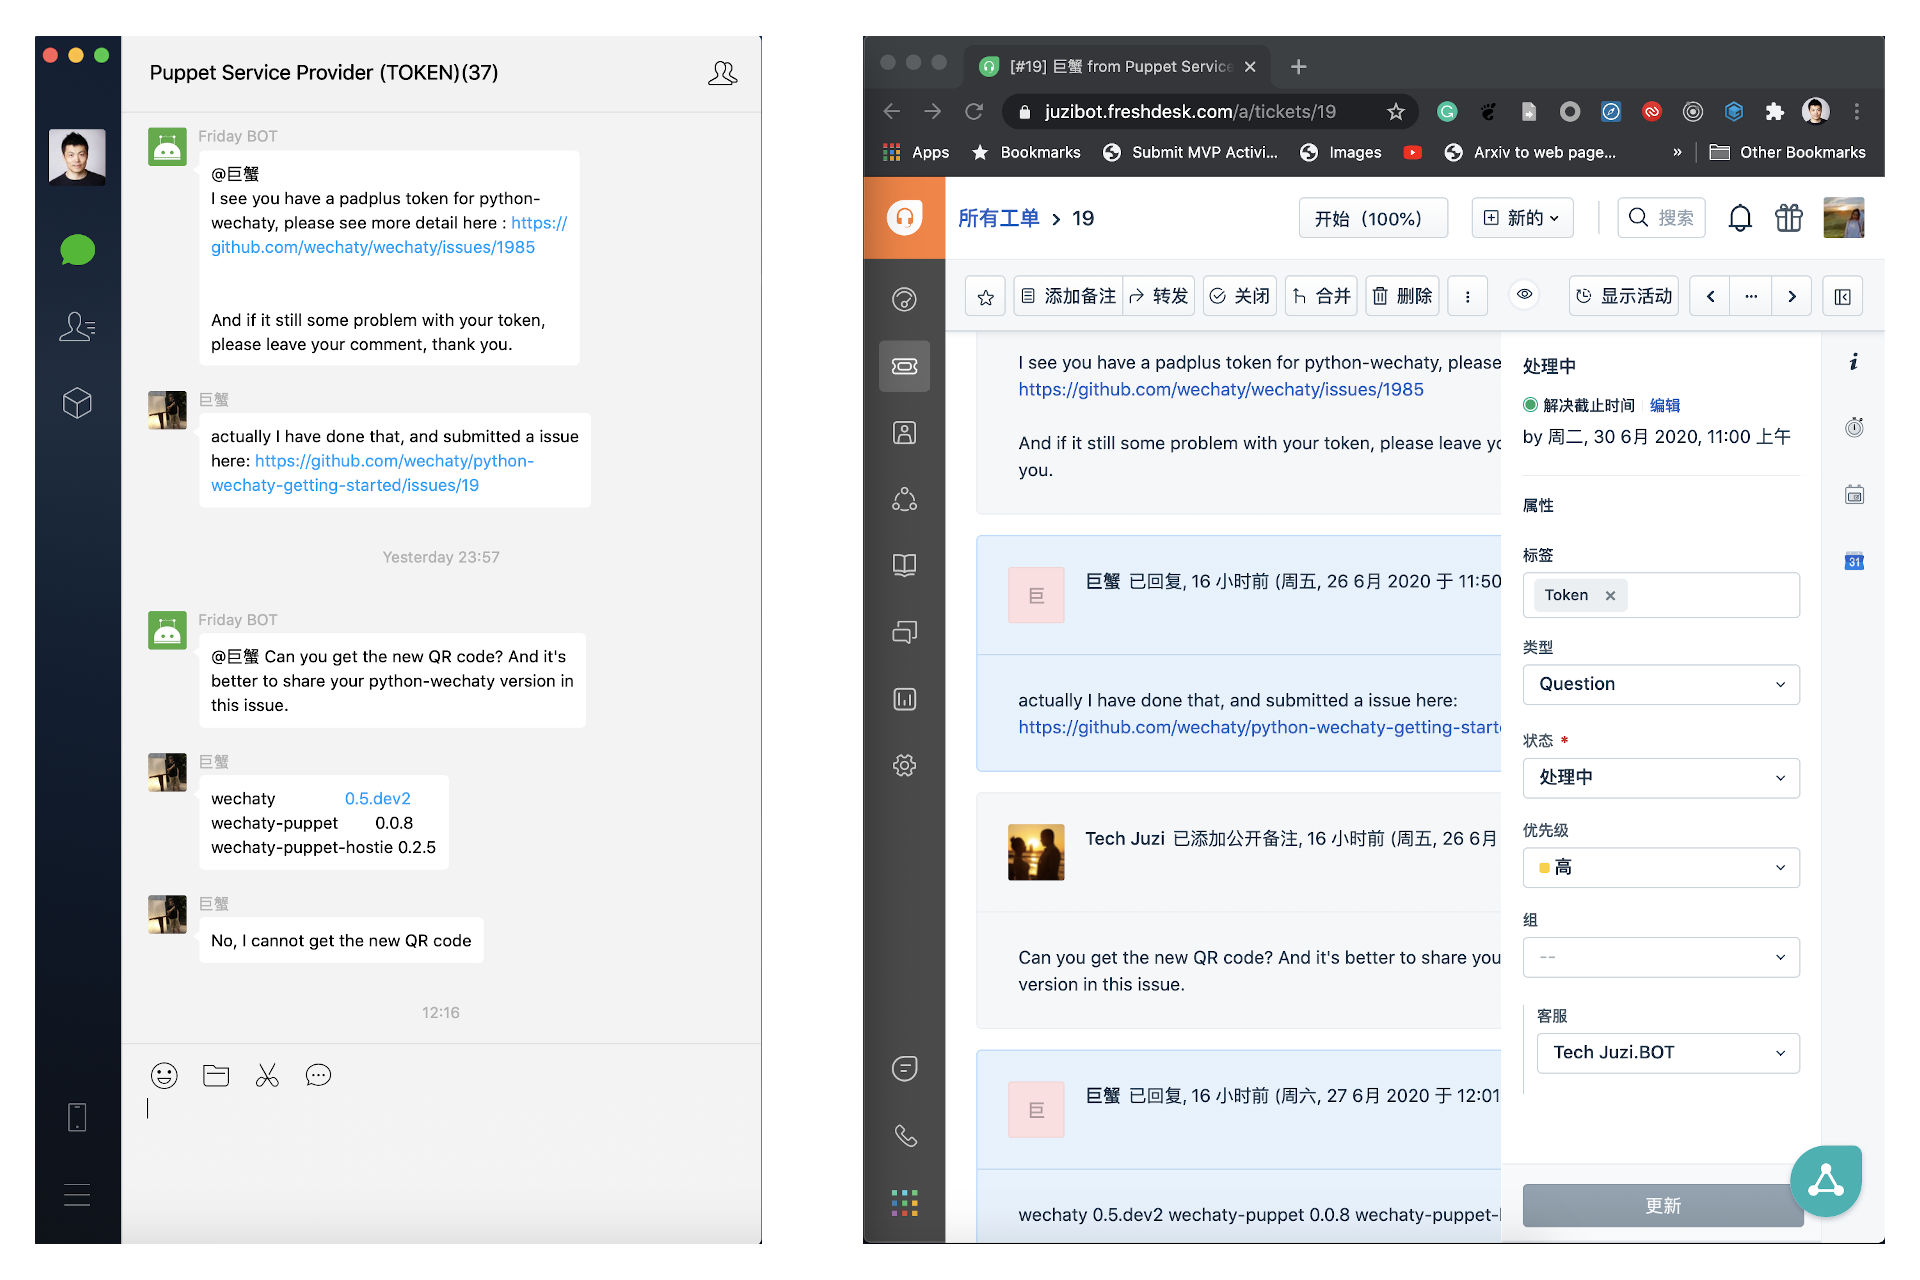 Puppet Service Provider (TOKEN)(37)
Friday BOT
@巨蟹
I see you have a padplus token for python-
wechaty, please see more detail here : https://
github.com/wechaty/wechaty/issues/1985
And if it still some problem with your token,
please leave your comment, thank you.
巨蟹
actually I have done that, and submitted a issue
here: https://github.com/wechaty/python-
wechaty-getting-started/issues/19
Yesterday 23:57
Friday BOT
@巨蟹 Can you get the new QR code? And it's
better to share your python-wechaty version in
this issue.
巨蟹
wechaty 0.5.dev2
wechaty-puppet 0.0.8
wechaty-puppet-hostie 0.2.5
巨蟹
No, I cannot get the new QR code
12:16
[#19] 巨蟹 from Puppet Service
juzibot.freshdesk.com/a/tickets/19
Apps Bookmarks Submit MVP Activi... Images Arxiv to web page... » Other Bookmarks
所有工单 > 19 开始 (100%) 新的 搜索
添加备注 转发 关闭 合并 删除 显示活动
I see you have a padplus token for python-wechaty, please
https://github.com/wechaty/wechaty/issues/1985
And if it still some problem with your token, please leave yo
you.
巨 巨蟹 已回复, 16 小时前 (周五, 26 6月 2020 于 11:50
actually I have done that, and submitted a issue here:
https://github.com/wechaty/python-wechaty-getting-starte
Tech Juzi 已添加公开备注, 16 小时前 (周五, 26 6月
Can you get the new QR code? And it's better to share you
version in this issue.
巨 巨蟹 已回复, 16 小时前 (周六, 27 6月 2020 于 12:01
wechaty 0.5.dev2 wechaty-puppet 0.0.8 wechaty-puppet-h
处理中
解决截止时间 编辑
by 周二, 30 6月 2020, 11:00 上午
属性
标签
Token ×
类型
Question
状态 *
处理中
优先级
高
组
--
客服
Tech Juzi.BOT
更新
31